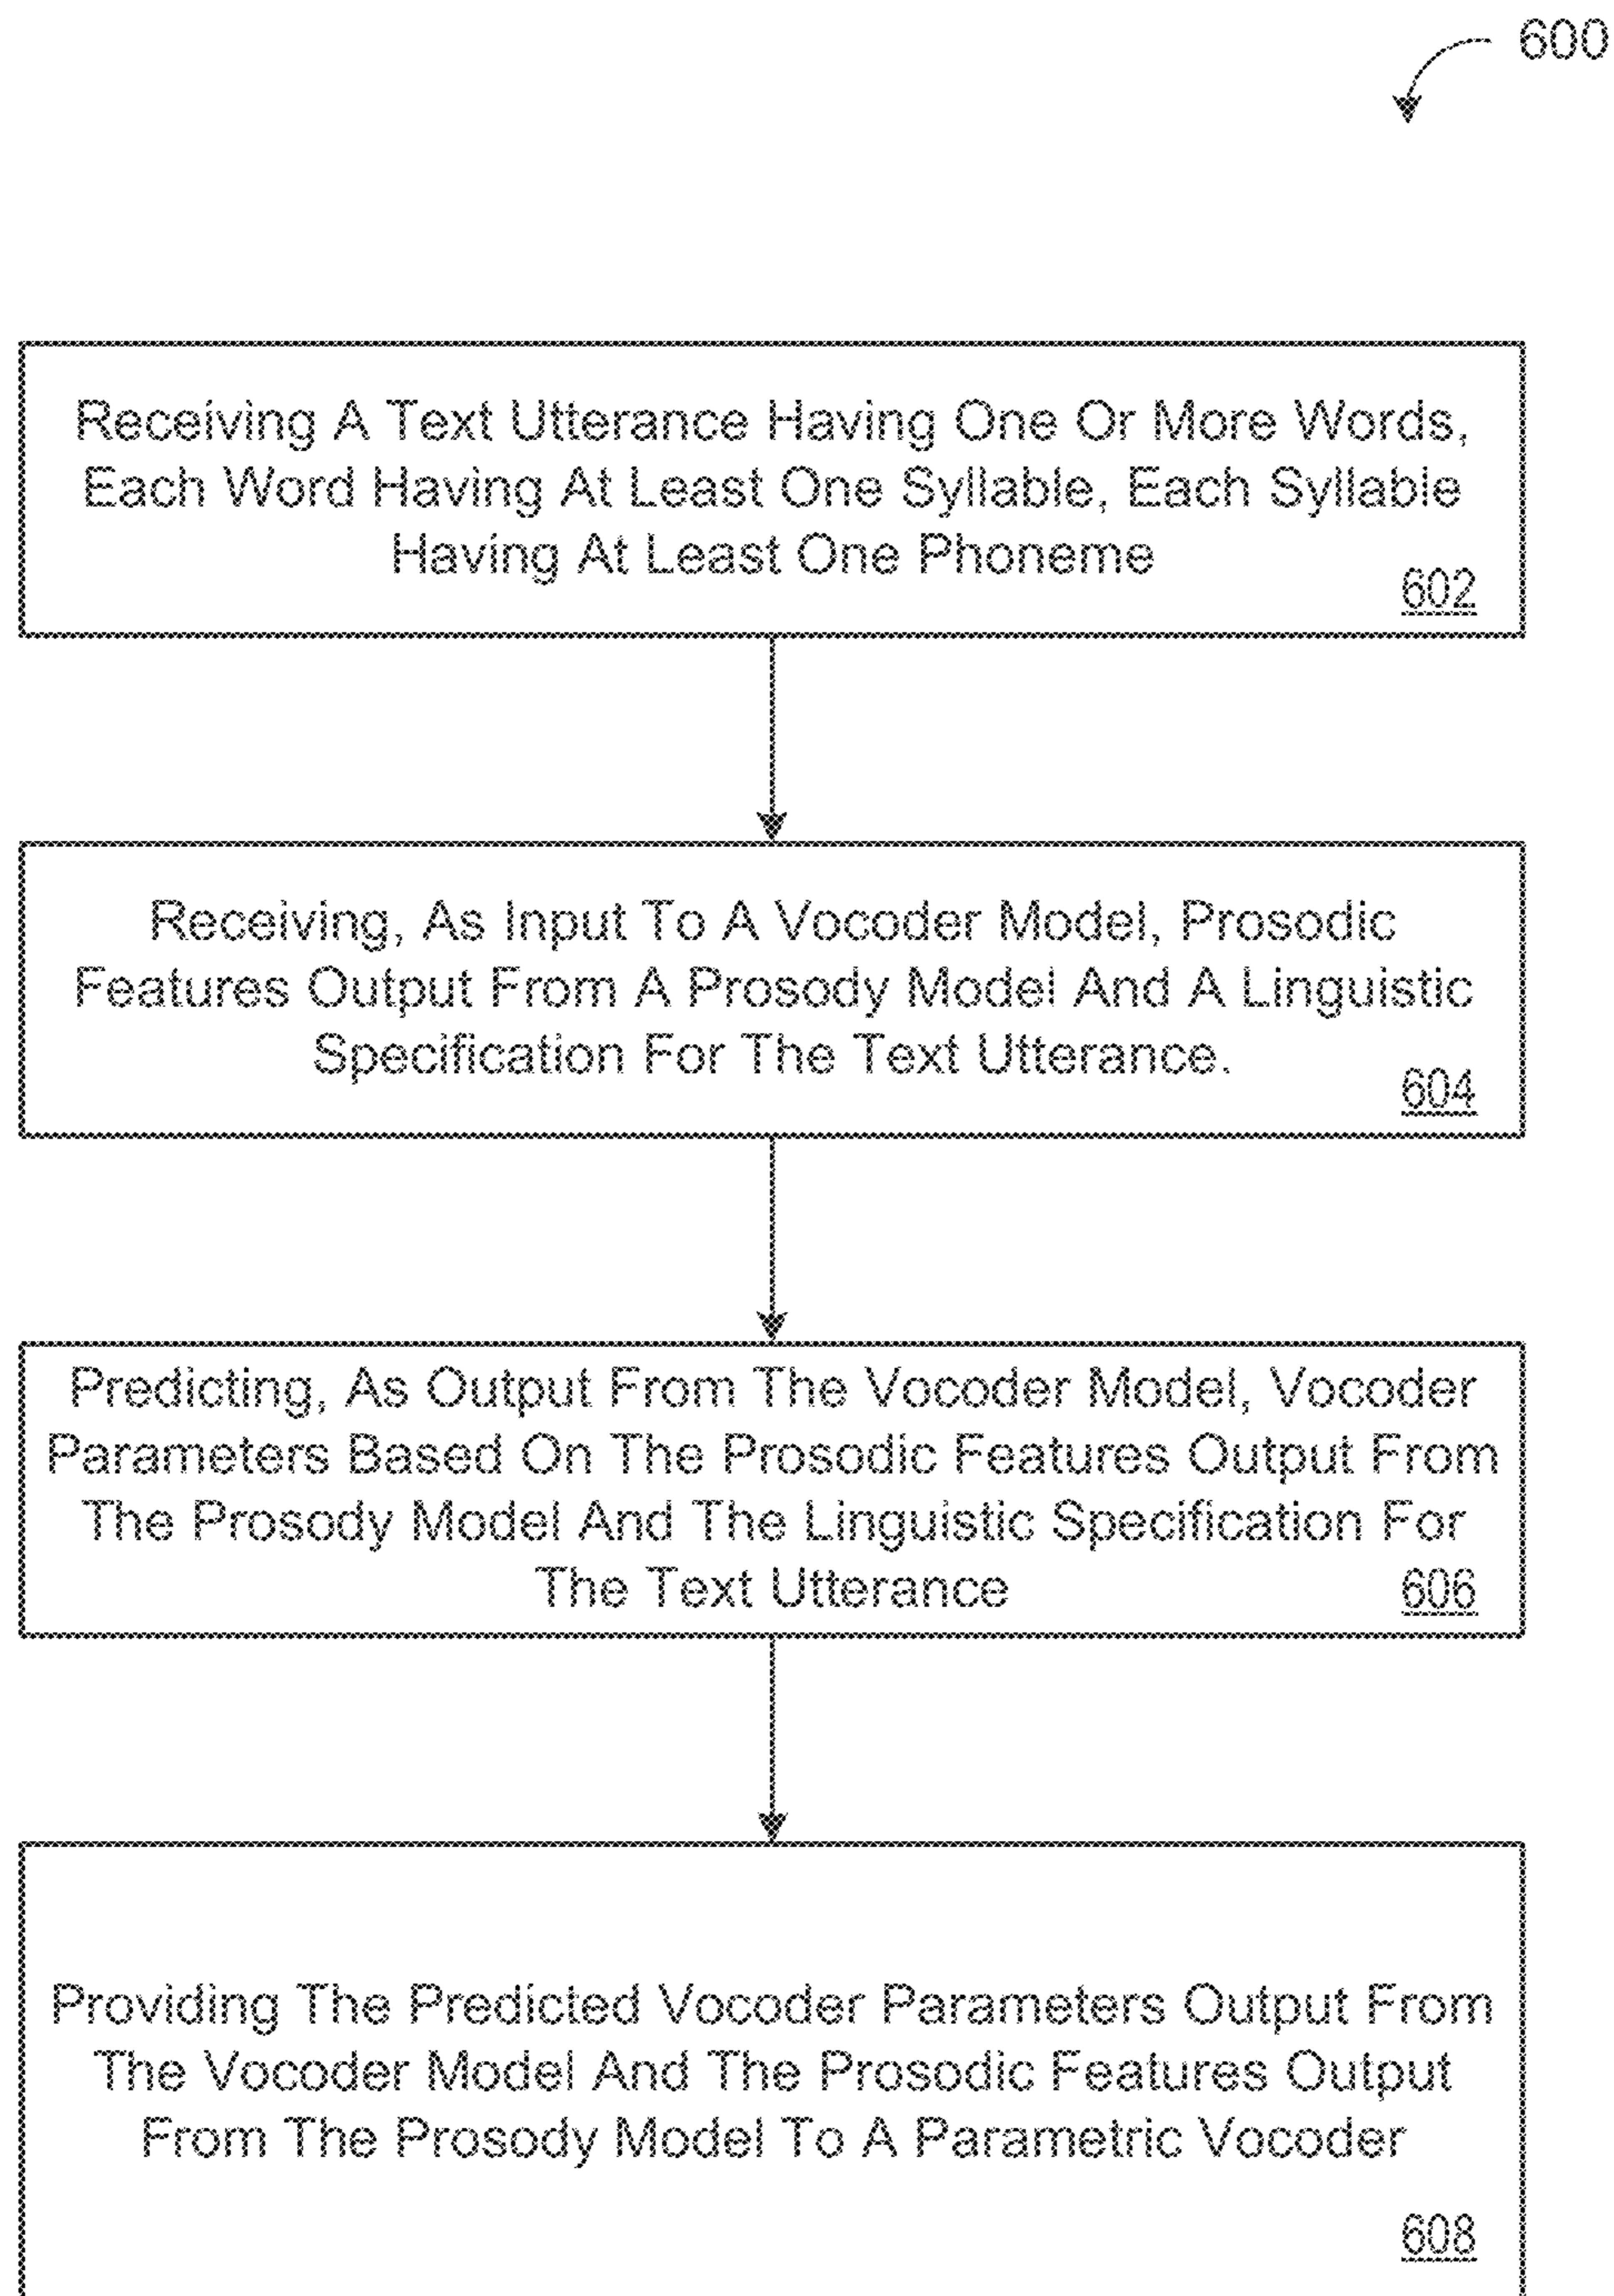 600
Receiving A Text Utterance Having One Or More Words,
Each Word Having At Least One Syllable, Each Syllable
Having At Least One Phoneme
602
Receiving, As Input To A Vocoder Model, Prosodic
Features Output From A Prosody Model And A Linguistic
Specification For The Text Utterance.
604
Predicting, As Output From The Vocoder Model, Vocoder
Parameters Based On The Prosodic Features Output From
The Prosody Model And The Linguistic Specification For
The Text Utterance
606
Providing The Predicted Vocoder Parameters Output From
The Vocoder Model And The Prosodic Features Output
From The Prosody Model To A Parametric Vocoder
608